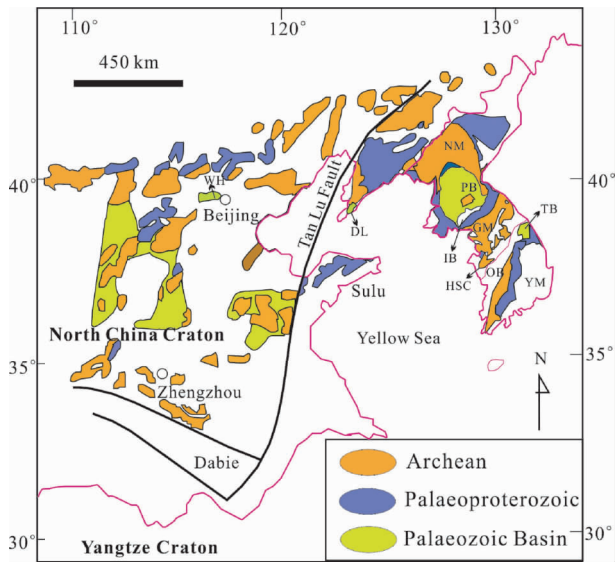 110° 120° 130°
450 km
40° 40°
35° 35°
30° 30°
WH
Beijing
Tan Lu Fault
NM
PB
TB
DL
GM
IB
HSC
OB
YM
Sulu
Yellow Sea
North China Craton
Zhengzhou
N
Dabie
Yangtze Craton
Archean
Palaeoproterozoic
Palaeozoic Basin